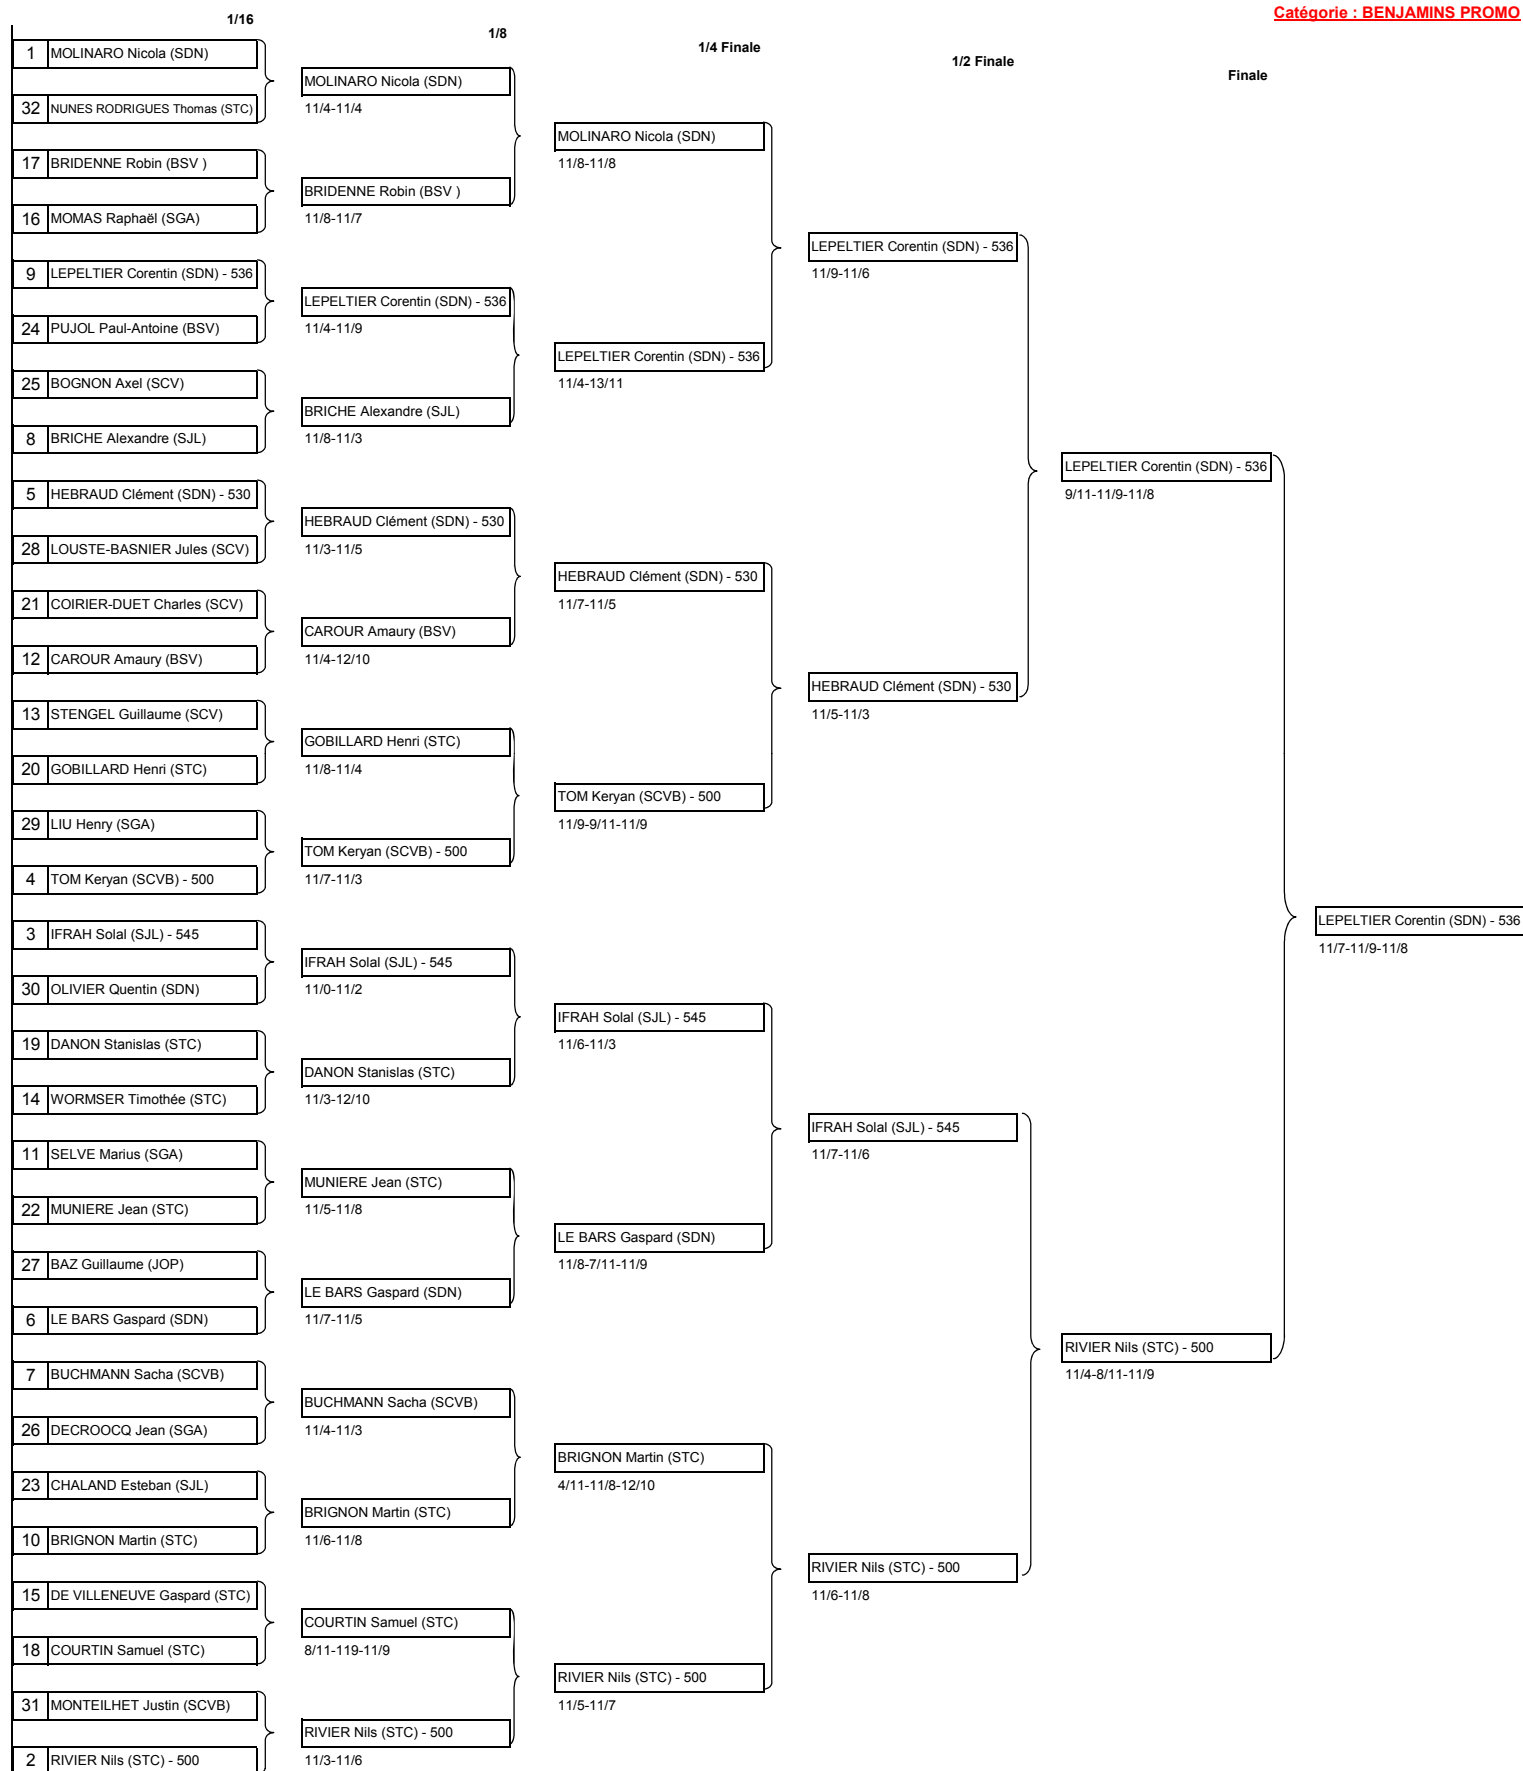 Catégorie : BENJAMINS PROMO
1/16
1/8
1/4 Finale
1/2 Finale
Finale
1 MOLINARO Nicola (SDN)
32 NUNES RODRIGUES Thomas (STC)
17 BRIDENNE Robin (BSV )
16 MOMAS Raphaël (SGA)
9 LEPELTIER Corentin (SDN) - 536
24 PUJOL Paul-Antoine (BSV)
25 BOGNON Axel (SCV)
8 BRICHE Alexandre (SJL)
5 HEBRAUD Clément (SDN) - 530
28 LOUSTE-BASNIER Jules (SCV)
21 COIRIER-DUET Charles (SCV)
12 CAROUR Amaury (BSV)
13 STENGEL Guillaume (SCV)
20 GOBILLARD Henri (STC)
29 LIU Henry (SGA)
4 TOM Keryan (SCVB) - 500
3 IFRAH Solal (SJL) - 545
30 OLIVIER Quentin (SDN)
19 DANON Stanislas (STC)
14 WORMSER Timothée (STC)
11 SELVE Marius (SGA)
22 MUNIERE Jean (STC)
27 BAZ Guillaume (JOP)
6 LE BARS Gaspard (SDN)
7 BUCHMANN Sacha (SCVB)
26 DECROOCQ Jean (SGA)
23 CHALAND Esteban (SJL)
10 BRIGNON Martin (STC)
15 DE VILLENEUVE Gaspard (STC)
18 COURTIN Samuel (STC)
31 MONTEILHET Justin (SCVB)
2 RIVIER Nils (STC) - 500
MOLINARO Nicola (SDN)
11/4-11/4
BRIDENNE Robin (BSV )
11/8-11/7
LEPELTIER Corentin (SDN) - 536
11/4-11/9
BRICHE Alexandre (SJL)
11/8-11/3
HEBRAUD Clément (SDN) - 530
11/3-11/5
CAROUR Amaury (BSV)
11/4-12/10
GOBILLARD Henri (STC)
11/8-11/4
TOM Keryan (SCVB) - 500
11/7-11/3
IFRAH Solal (SJL) - 545
11/0-11/2
DANON Stanislas (STC)
11/3-12/10
MUNIERE Jean (STC)
11/5-11/8
LE BARS Gaspard (SDN)
11/7-11/5
BUCHMANN Sacha (SCVB)
11/4-11/3
BRIGNON Martin (STC)
11/6-11/8
COURTIN Samuel (STC)
8/11-119-11/9
RIVIER Nils (STC) - 500
11/3-11/6
MOLINARO Nicola (SDN)
11/8-11/8
LEPELTIER Corentin (SDN) - 536
11/4-13/11
HEBRAUD Clément (SDN) - 530
11/7-11/5
TOM Keryan (SCVB) - 500
11/9-9/11-11/9
IFRAH Solal (SJL) - 545
11/6-11/3
LE BARS Gaspard (SDN)
11/8-7/11-11/9
BRIGNON Martin (STC)
4/11-11/8-12/10
RIVIER Nils (STC) - 500
11/5-11/7
LEPELTIER Corentin (SDN) - 536
11/9-11/6
HEBRAUD Clément (SDN) - 530
11/5-11/3
IFRAH Solal (SJL) - 545
11/7-11/6
RIVIER Nils (STC) - 500
11/6-11/8
LEPELTIER Corentin (SDN) - 536
9/11-11/9-11/8
RIVIER Nils (STC) - 500
11/4-8/11-11/9
LEPELTIER Corentin (SDN) - 536
11/7-11/9-11/8